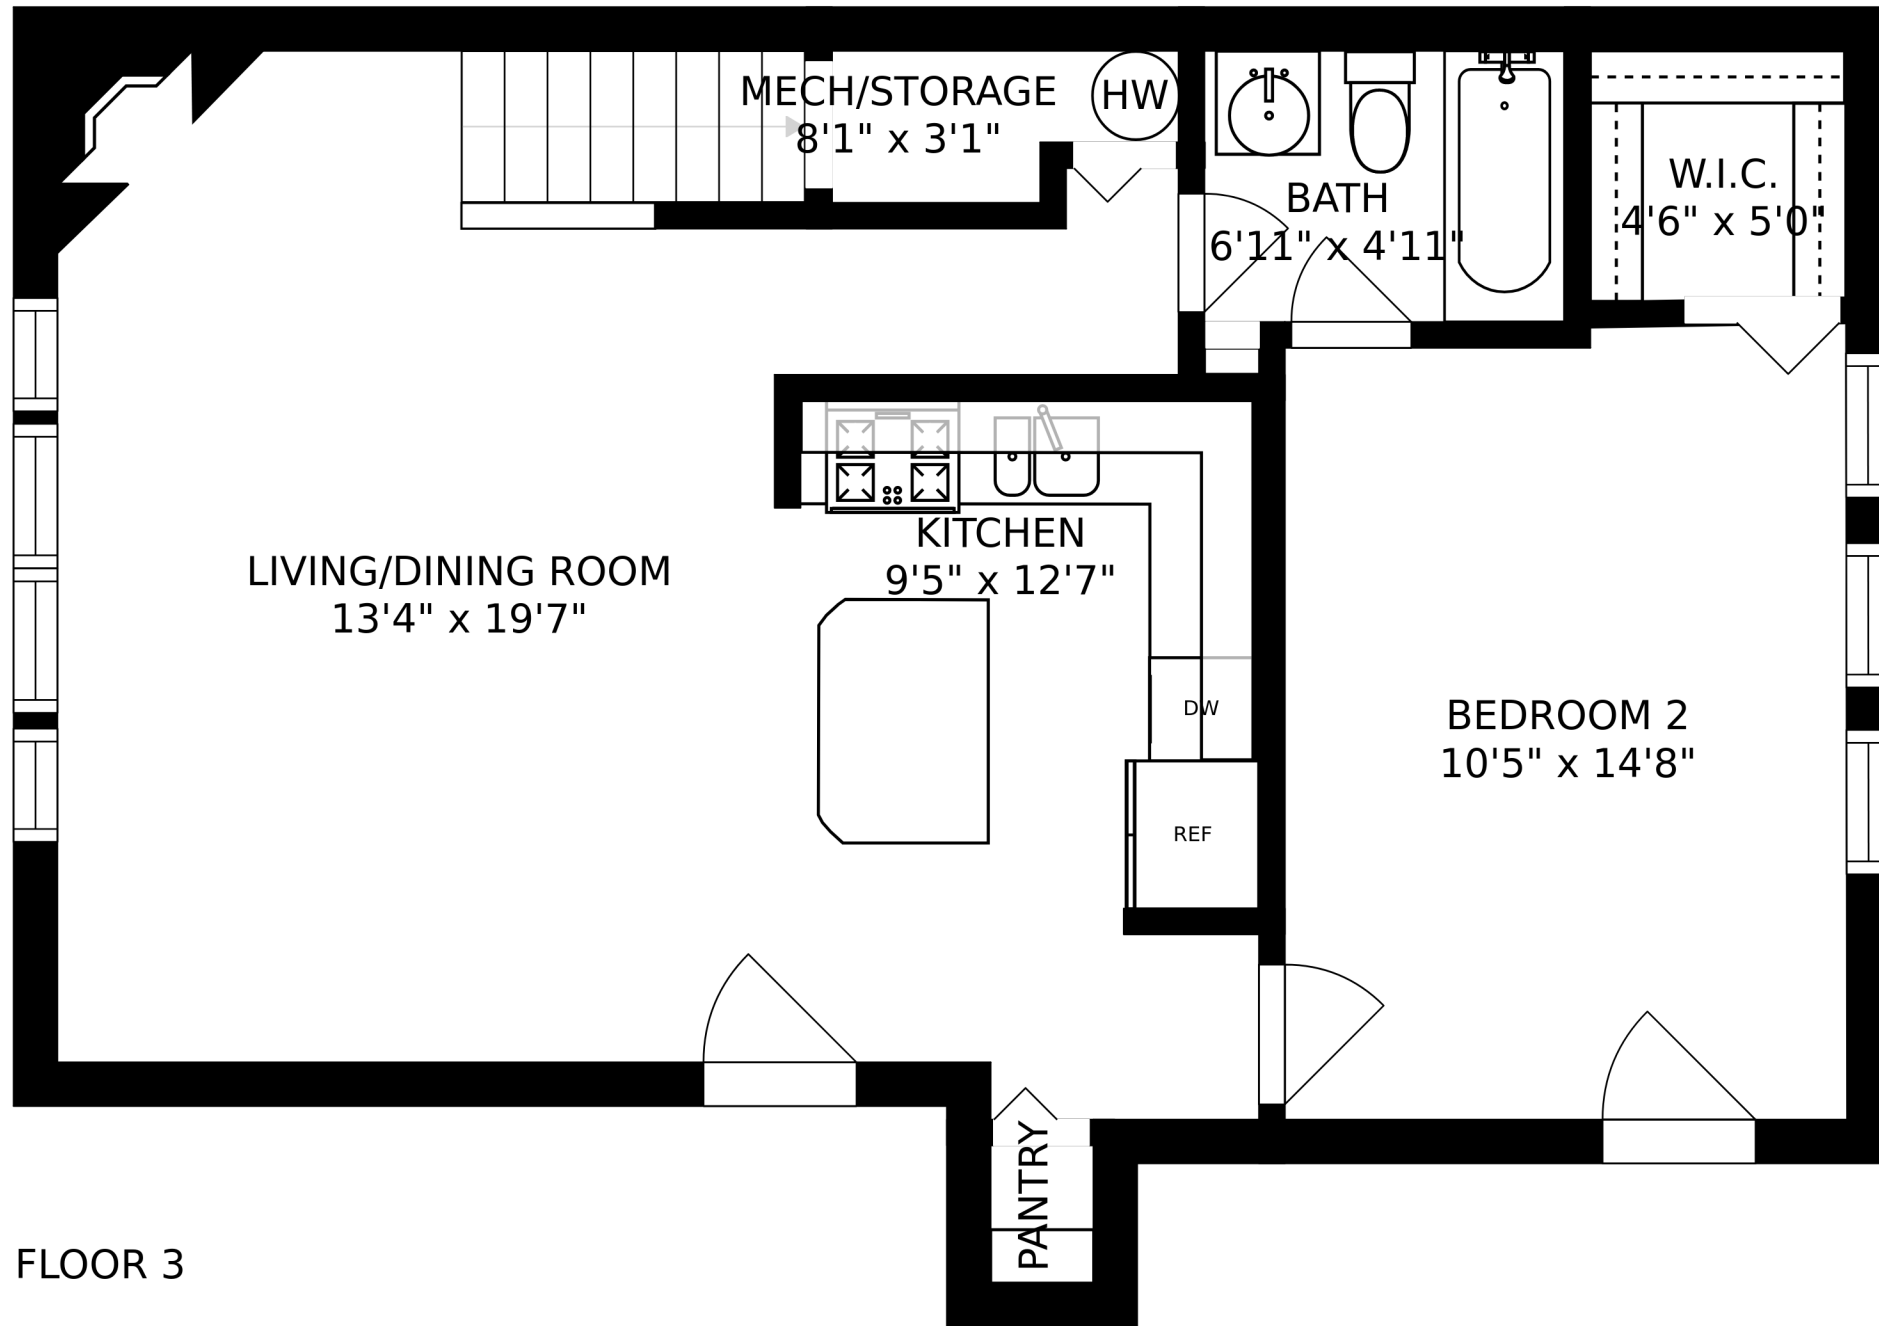 MECH/STORAGE
8'1" x 3'1"
HW
BATH
6'11" x 4'11"
W.I.C.
4'6" x 5'0"
KITCHEN
9'5" x 12'7"
LIVING/DINING ROOM
13'4" x 19'7"
DW
BEDROOM 2
10'5" x 14'8"
REF
PANTRY
FLOOR 3